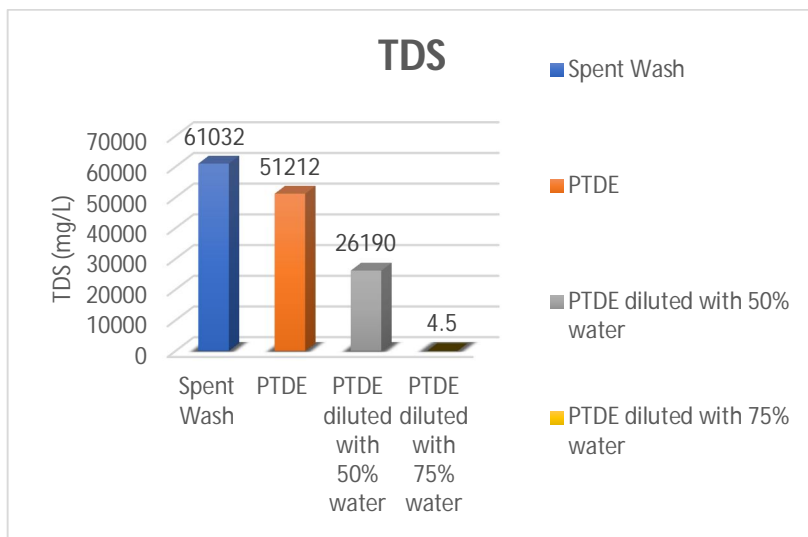 TDS
TDS (mg/L)
70000
60000
50000
40000
30000
20000
10000
0
61032
51212
26190
4.5
Spent
Wash
PTDE
PTDE
diluted
with
50%
water
PTDE
diluted
with
75%
water
Spent Wash
PTDE
PTDE diluted with 50%
water
PTDE diluted with 75%
water